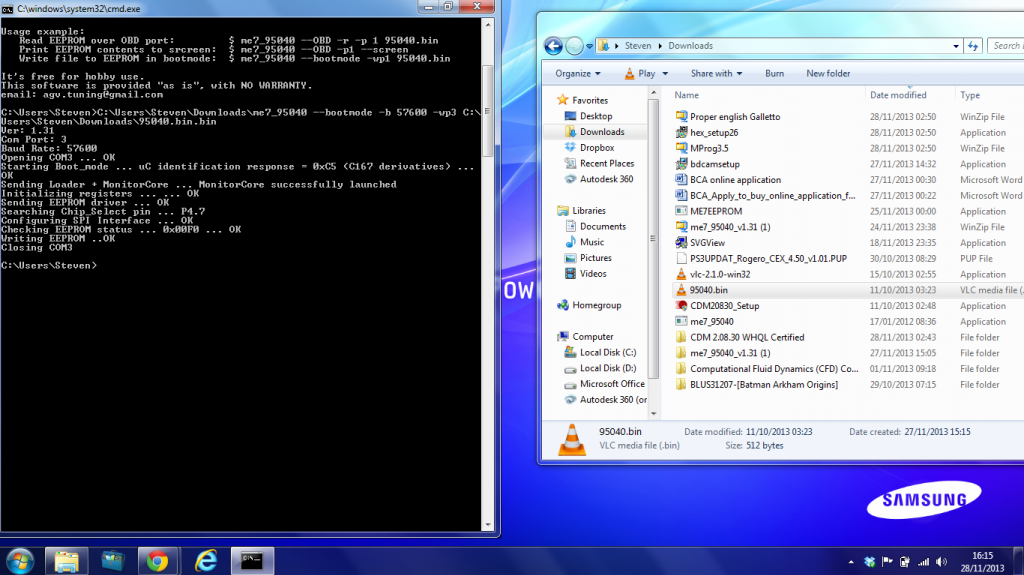 C:\windows\system32\cmd.exe
Usage example:
Read EEPROM over OBD port: $ me7_95040 --OBD -r -p 1 95040.bin
Print EEPROM contents to srcreen: $ me7_95040 --OBD -p1 --screen
Write file to EEPROM in bootmode: $ me7_95040 --bootmode -wp1 95040.bin
It's free for hobby use.
This software is provided "as is", with NO WARRANTY.
email: agv.tuning@gmail.com
C:\Users\Steven>C:\Users\Steven\Downloads\me7_95040 --bootmode -b 57600 -wp3 C:\
Users\Steven\Downloads\95040.bin.bin
Ver: 1.31
Com Port: 3
Baud Rate: 57600
Opening COM3 ... OK
Starting Boot_mode ... uC identification response = 0xC5 (C167 derivatives) ...
OK
Sending Loader + MonitorCore ... MonitorCore successfully launched
Initializing registers ... ... OK
Sending EEPROM driver ... OK
Searching Chip_Select pin ... P4.7
Configuring SPI Interface ... OK
Checking EEPROM status ... 0x00F0 ... OK
Writing EEPROM ..OK
Closing COM3
C:\Users\Steven>
Steven Downloads
Search
Organize Play Share with Burn New folder
Favorites
Desktop
Downloads
Dropbox
Recent Places
Autodesk 360
Libraries
Documents
Music
Pictures
Videos
Homegroup
Computer
Local Disk (C:)
Local Disk (D:)
Microsoft Office
Autodesk 360 (or
Name Date modified Type
Proper english Galletto 28/11/2013 02:50 WinZip File
hex_setup26 28/11/2013 02:50 Application
MProg3.5 28/11/2013 02:50 WinZip File
bdcamsetup 27/11/2013 14:32 Application
BCA online application 27/11/2013 00:30 Microsoft Word
BCA_Apply_to_buy_online_application_f... 27/11/2013 00:22 Microsoft Word
ME7EEPROM 25/11/2013 00:00 Application
me7_95040_v1.31 (1) 24/11/2013 23:38 WinZip File
SVGView 18/11/2013 23:35 Application
PS3UPDAT_Rogero_CEX_4.50_v1.01.PUP 30/10/2013 08:29 PUP File
vlc-2.1.0-win32 15/10/2013 02:55 Application
95040.bin 11/10/2013 03:23 VLC media file (.
CDM20830_Setup 11/10/2013 02:48 Application
me7_95040 17/01/2012 08:36 Application
CDM 2.08.30 WHQL Certified 28/11/2013 02:43 File folder
me7_95040_v1.31 (1) 27/11/2013 15:05 File folder
Computational Fluid Dynamics (CFD) Co... 01/11/2013 09:18 File folder
BLUS31207-[Batman Arkham Origins] 29/10/2013 07:15 File folder
95040.bin Date modified: 11/10/2013 03:23 Date created: 27/11/2013 15:15
VLC media file (.bin) Size: 512 bytes
OW
SAMSUNG
16:15
28/11/2013